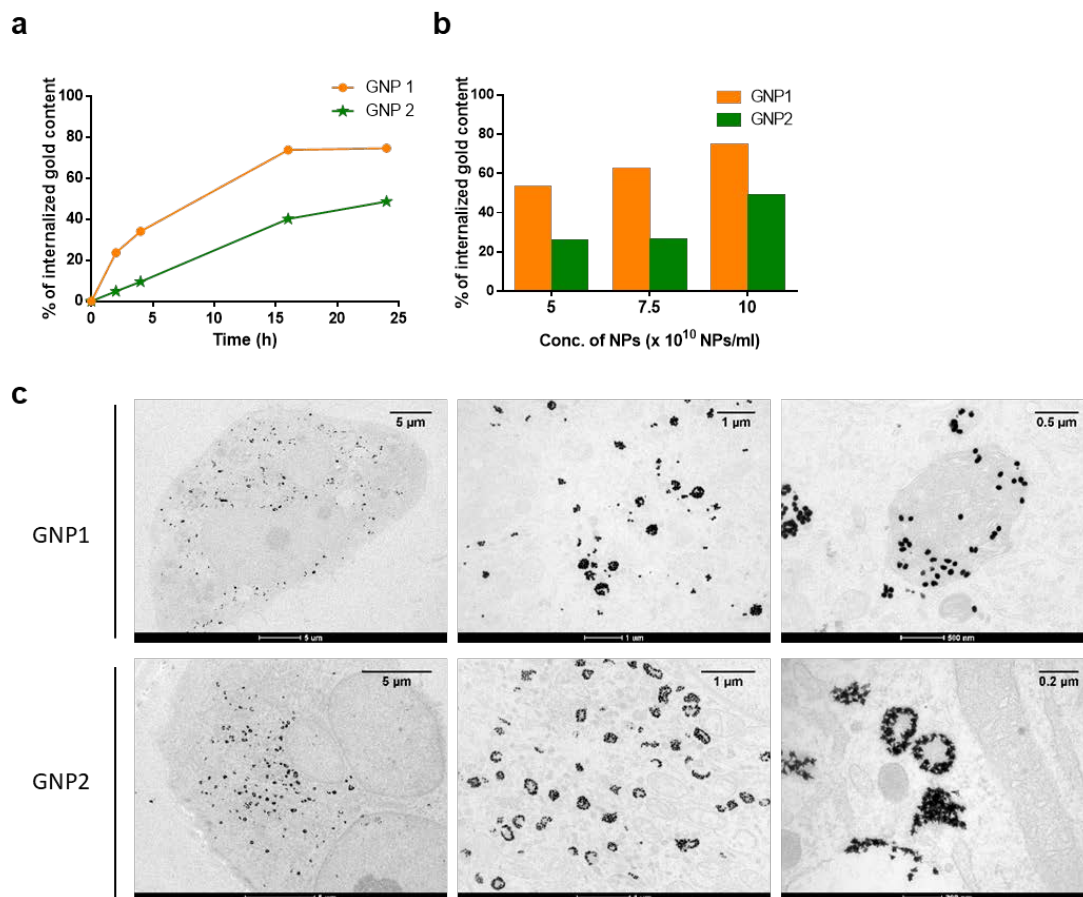 a
% of internalized gold content
100
80
60
40
20
0
0 5 10 15 20 25
Time (h)
GNP 1
GNP 2
b
% of internalized gold content
100
80
60
40
20
0
5 7.5 10
Conc. of NPs (x 10¹⁰ NPs/ml)
GNP1
GNP2
c
GNP1
5 µm
5 µm
1 µm
1 µm
0.5 µm
500 nm
GNP2
5 µm
1 µm
0.2 µm